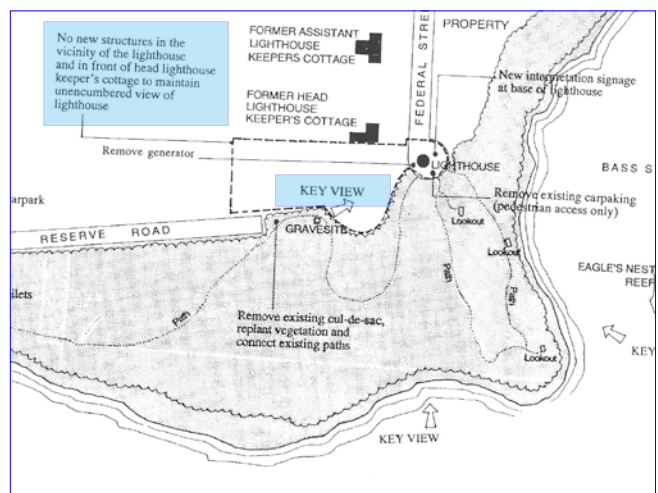 No new structures in the
vicinity of the lighthouse
and in front of head lighthouse
keeper's cottage to maintain
unencumbered view of
lighthouse
FORMER ASSISTANT
LIGHTHOUSE
KEEPERS COTTAGE
FORMER HEAD
LIGHTHOUSE
KEEPER'S COTTAGE
FEDERAL STREE
PROPERTY
New interpretation signage
at base of lighthouse
Remove generator
LIGHTHOUSE
BASS S
KEY VIEW
Remove existing carpaking
(pedestrian access only)
arpark
RESERVE ROAD
GRAVESITE
Lookout
Lookout
EAGLE'S NEST
REEF
ilets
Path
Path
Path
Remove existing cul-de-sac,
replant vegetation and
connect existing paths
Lookout
KEY
KEY VIEW